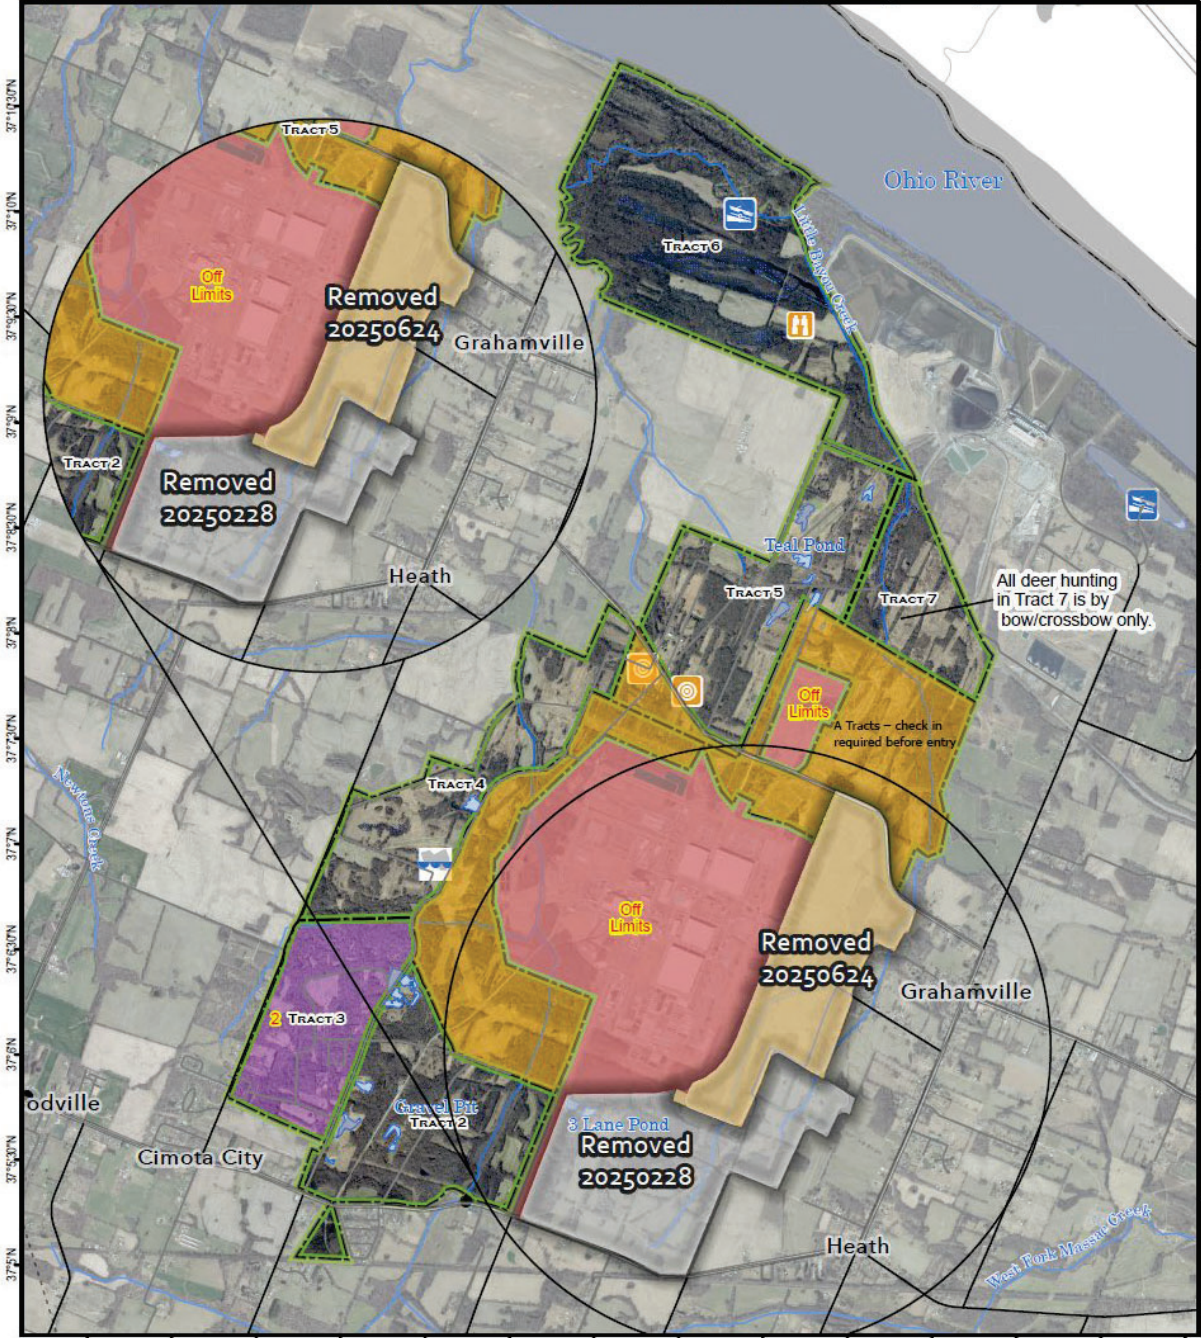 37°10'30"N
37°10'N
37°9'30"N
37°9'N
37°8'30"N
37°8'N
37°7'30"N
37°7'N
37°6'30"N
37°6'N
37°5'30"N
37°5'N
Tract 5
Off
Limits
Removed
20250624
Grahamville
Tract 2
Removed
20250228
Heath
Ohio River
Little Bayou Creek
Tract 6
Teal Pond
Tract 5
Tract 7
All deer hunting
in Tract 7 is by
bow/crossbow only.
Off
Limits
A Tracts – check in
required before entry
Newtons Creek
Tract 4
Off
Limits
Removed
20250624
Grahamville
2 Tract 3
odville
Gravel Pit
Tract 2
3 Lane Pond
Removed
20250228
Cimota City
Heath
West Fork Massac Creek